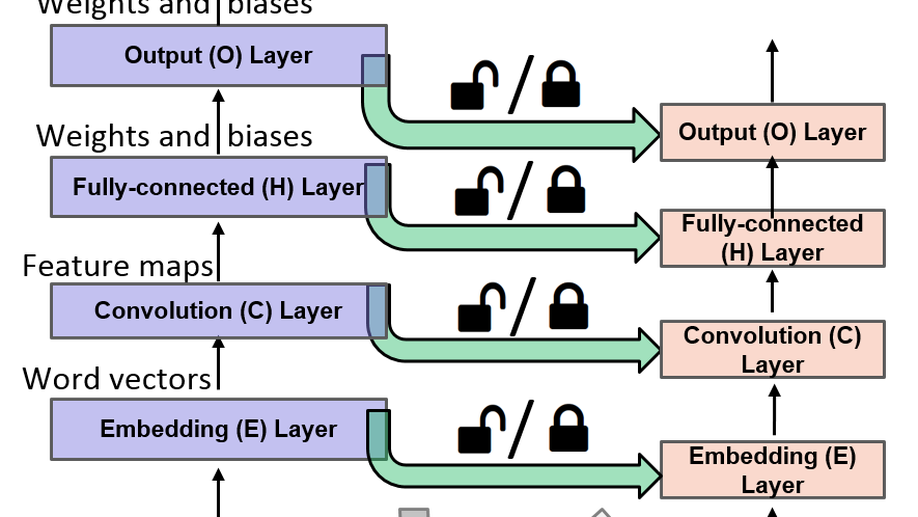 Weights and biases
Output (O) Layer
Weights and biases
Fully-connected (H) Layer
Feature maps
Convolution (C) Layer
Word vectors
Embedding (E) Layer
/
/
/
/
Output (O) Layer
Fully-connected
(H) Layer
Convolution (C)
Layer
Embedding (E)
Layer